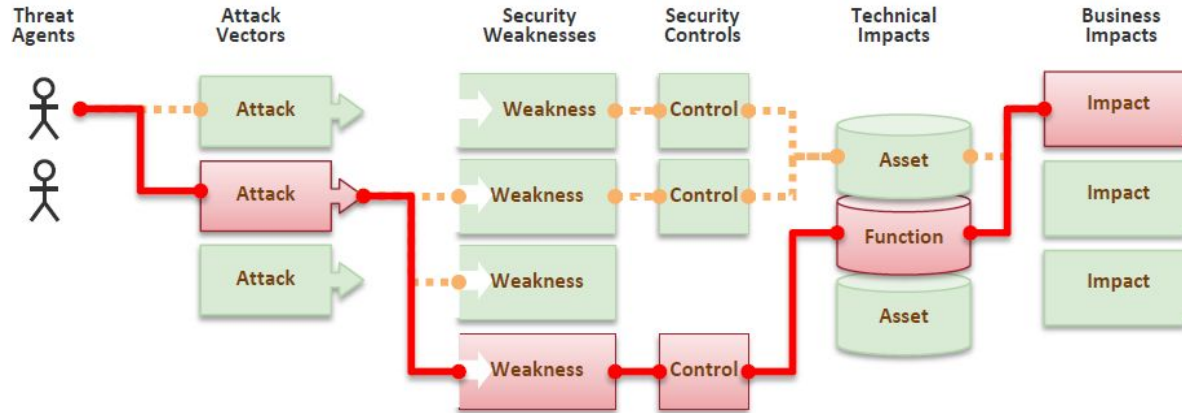 Threat Agents
Attack Vectors
Security Weaknesses
Security Controls
Technical Impacts
Business Impacts
Attack
Weakness
Control
Impact
Asset
Attack
Weakness
Control
Impact
Function
Attack
Weakness
Impact
Asset
Weakness
Control